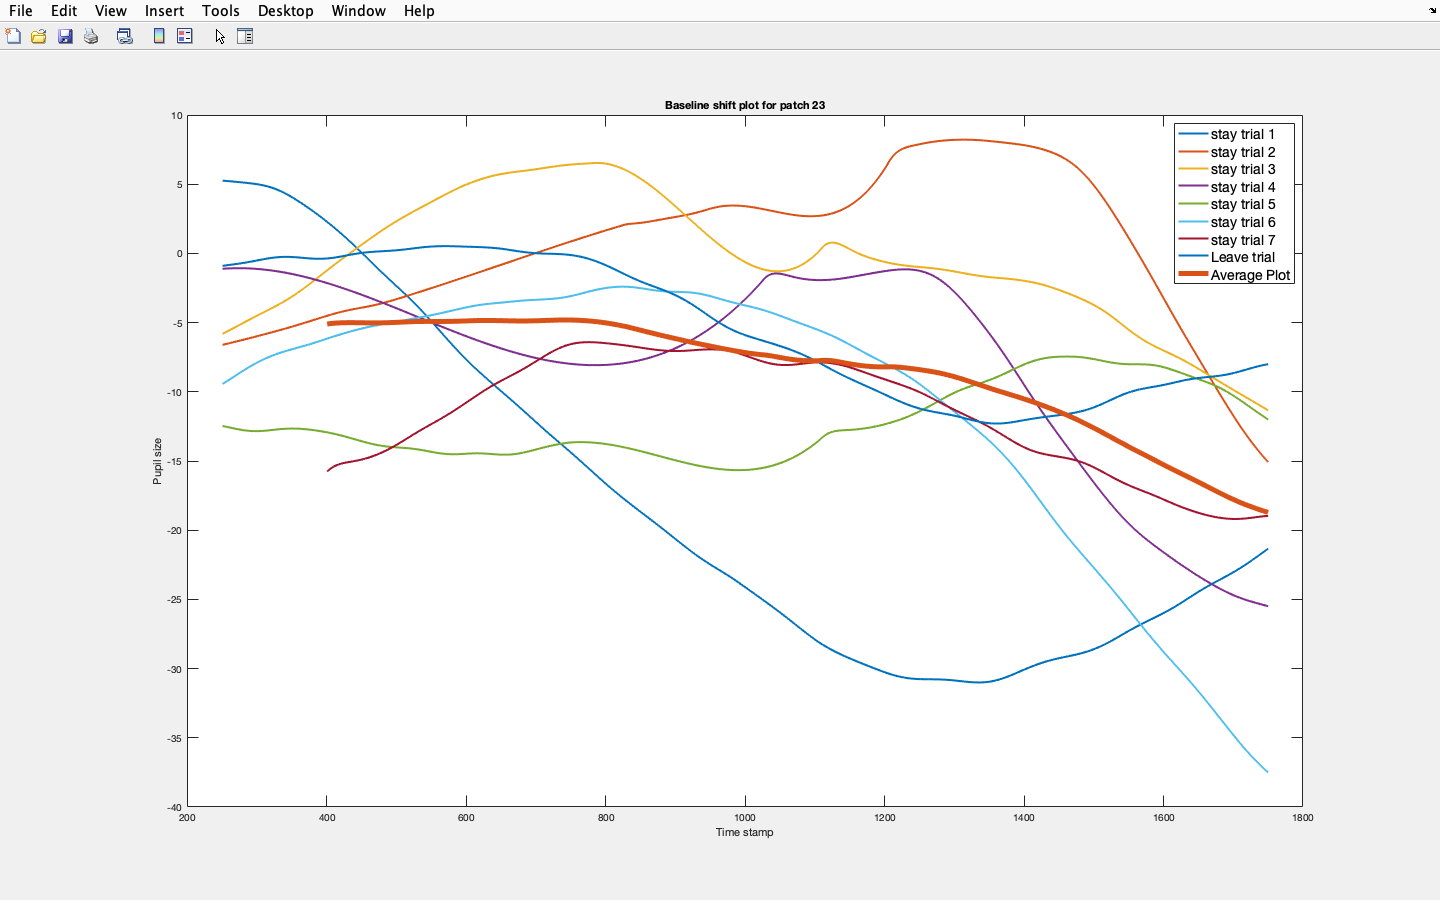 File Edit View Insert Tools Desktop Window Help
Baseline shift plot for patch 23
10
5
0
-5
-10
-15
-20
-25
-30
-35
-40
Pupil size
200 400 600 800 1000 1200 1400 1600 1800
Time stamp
stay trial 1
stay trial 2
stay trial 3
stay trial 4
stay trial 5
stay trial 6
stay trial 7
Leave trial
Average Plot